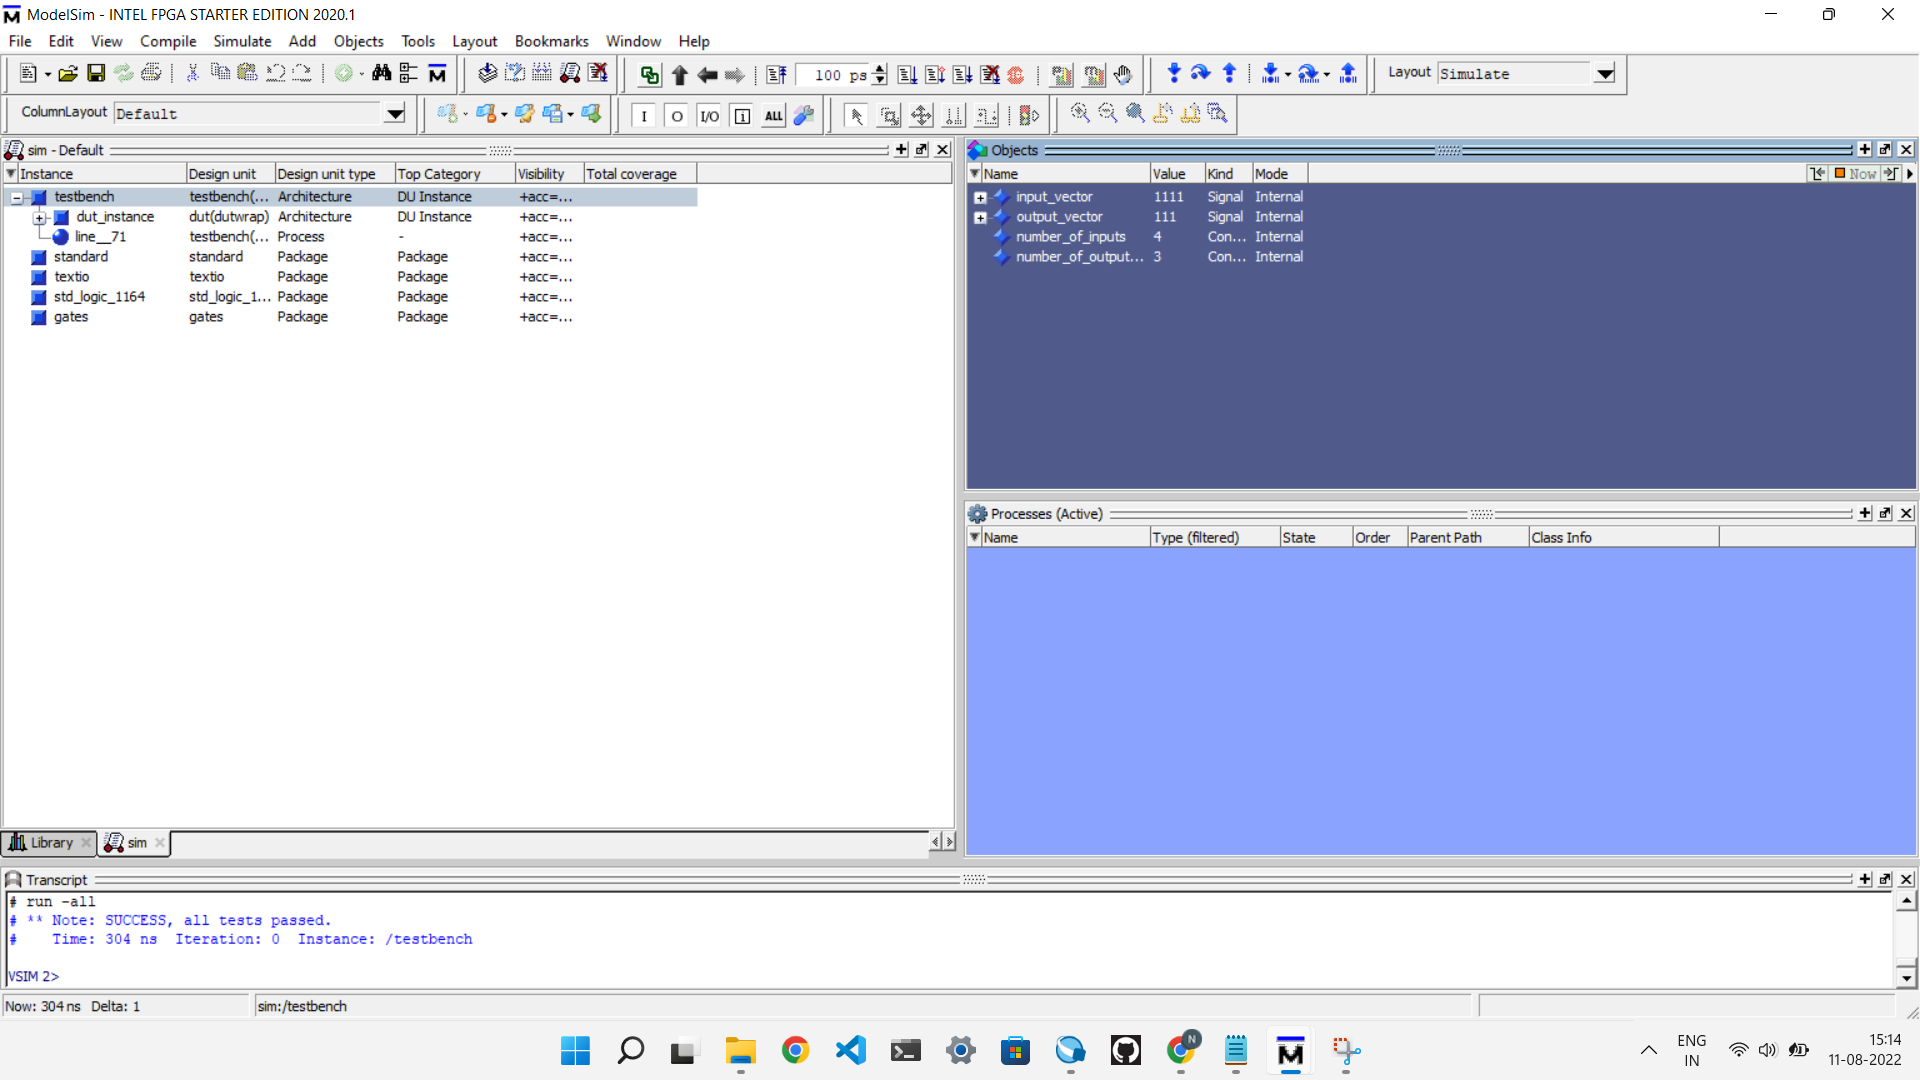 ModelSim - INTEL FPGA STARTER EDITION 2020.1
File Edit View Compile Simulate Add Objects Tools Layout Bookmarks Window Help
100 ps
Layout Simulate
ColumnLayout Default
I O I/O i ALL
sim - Default
Instance Design unit Design unit type Top Category Visibility Total coverage
testbench testbench(... Architecture DU Instance +acc=...
dut_instance dut(dutwrap) Architecture DU Instance +acc=...
line__71 testbench(... Process - +acc=...
standard standard Package Package +acc=...
textio textio Package Package +acc=...
std_logic_1164 std_logic_1... Package Package +acc=...
gates gates Package Package +acc=...
Library sim
Objects
Name Value Kind Mode Now
input_vector 1111 Signal Internal
output_vector 111 Signal Internal
number_of_inputs 4 Con... Internal
number_of_output... 3 Con... Internal
Processes (Active)
Name Type (filtered) State Order Parent Path Class Info
Transcript
# run -all
# ** Note: SUCCESS, all tests passed.
# Time: 304 ns Iteration: 0 Instance: /testbench
VSIM 2>
Now: 304 ns Delta: 1 sim:/testbench
N
ENG
IN
15:14
11-08-2022